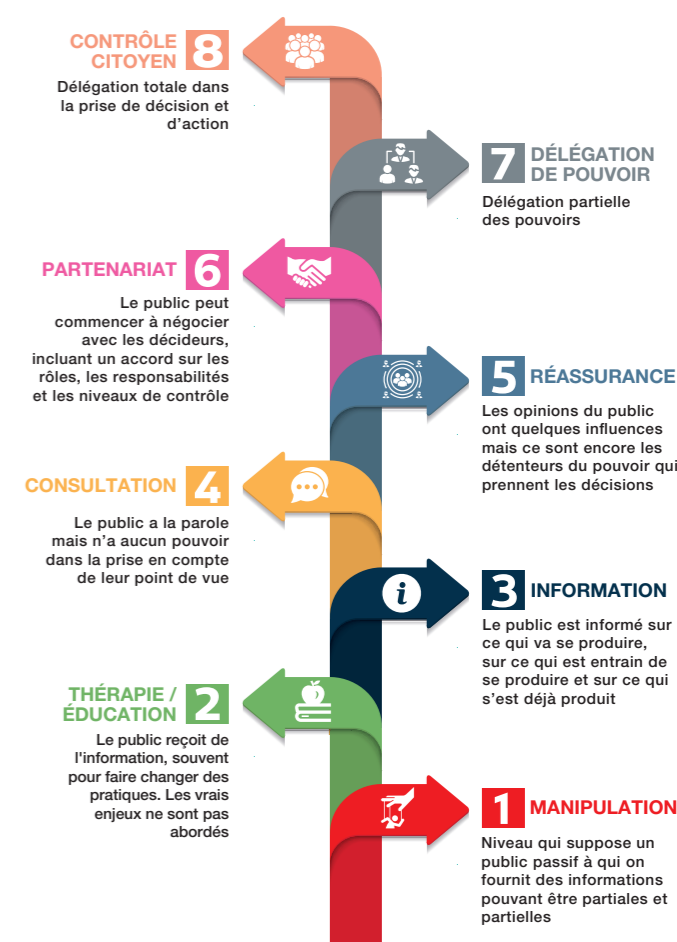 CONTRÔLE
CITOYEN
8
Délégation totale dans
la prise de décision et
d'action
7
DÉLÉGATION
DE POUVOIR
Délégation partielle
des pouvoirs
PARTENARIAT 6
Le public peut
commencer à négocier
avec les décideurs,
incluant un accord sur les
rôles, les responsabilités
et les niveaux de contrôle
5 RÉASSURANCE
Les opinions du public
ont quelques influences
mais ce sont encore les
détenteurs du pouvoir qui
prennent les décisions
CONSULTATION 4
Le public a la parole
mais n'a aucun pouvoir
dans la prise en compte
de leur point de vue
i
3 INFORMATION
Le public est informé sur
ce qui va se produire,
sur ce qui est entrain de
se produire et sur ce qui
s'est déjà produit
THÉRAPIE /
ÉDUCATION
2
Le public reçoit de
l'information, souvent
pour faire changer des
pratiques. Les vrais
enjeux ne sont pas
abordés
1 MANIPULATION
Niveau qui suppose un
public passif à qui on
fournit des informations
pouvant être partiales et
partielles